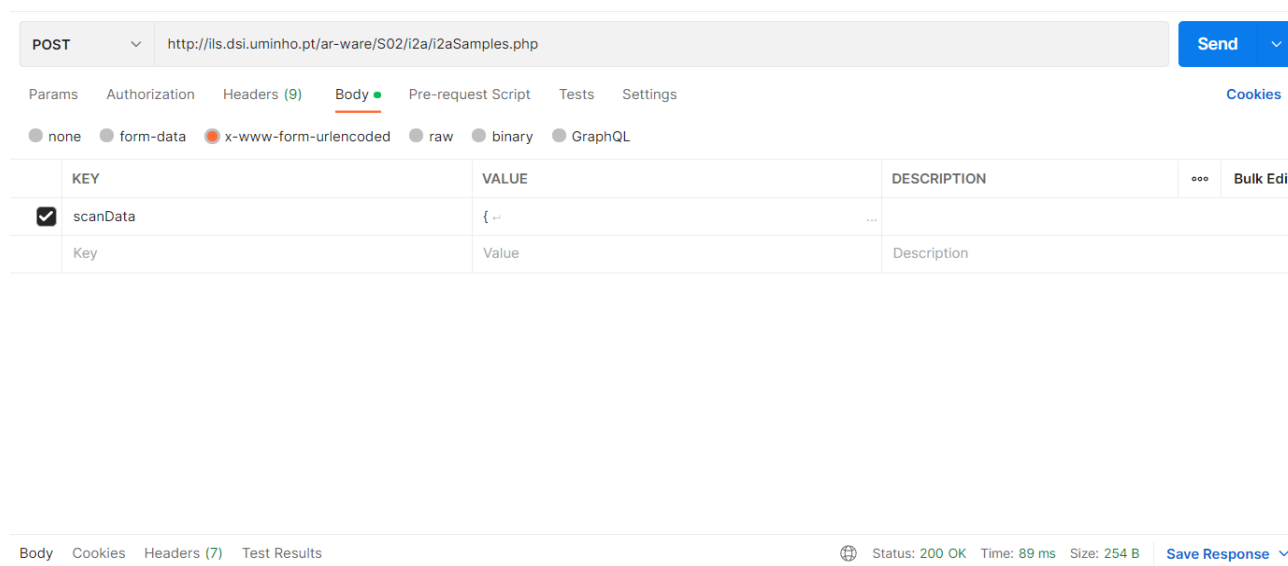 POST http://ils.dsi.uminho.pt/ar-ware/S02/i2a/i2aSamples.php Send
Params Authorization Headers (9) Body Pre-request Script Tests Settings Cookies
none form-data x-www-form-urlencoded raw binary GraphQL
KEY VALUE DESCRIPTION ooo Bulk Edi
scanData { ↵ ...
Key Value Description
Body Cookies Headers (7) Test Results Status: 200 OK Time: 89 ms Size: 254 B Save Response